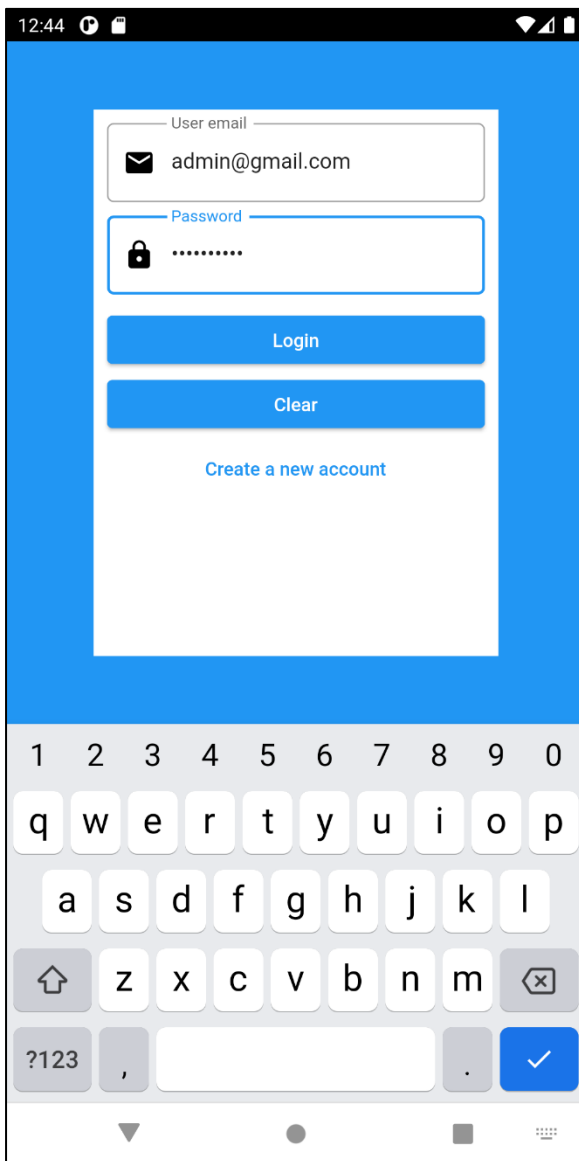 12:44
User email
admin@gmail.com
Password
••••••••••
Login
Clear
Create a new account
1 2 3 4 5 6 7 8 9 0
q w e r t y u i o p
a s d f g h j k l
z x c v b n m
?123 , .